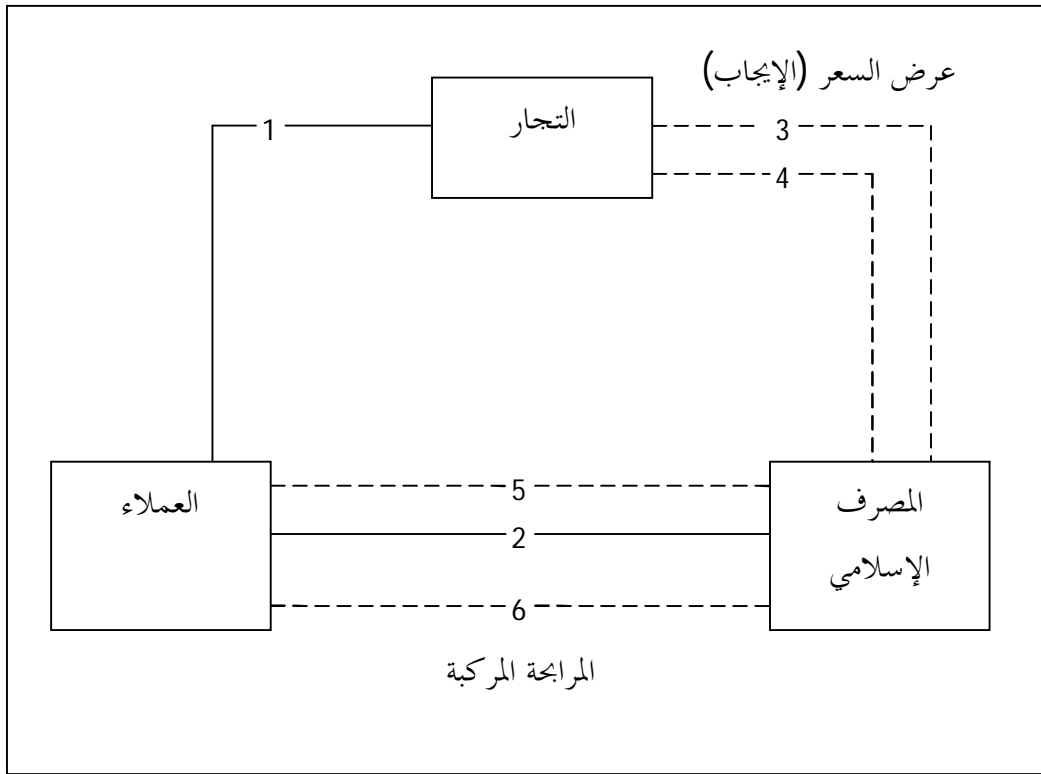 عرض السعر (الإيجاب)
التجار
1
3
4
العملاء
5
2
6
المصرف
الإسلامي
المرابحة المركبة